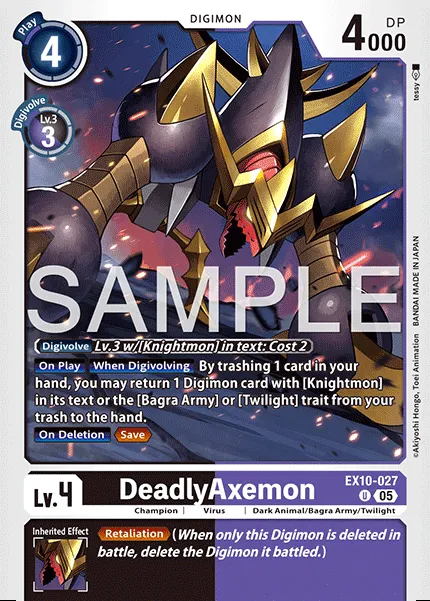 DIGIMON
Play
4
DP
4000
Digivolve
Lv.3
3
tessy
SAMPLE
Digivolve Lv.3 w/[Knightmon] in text: Cost 2
On Play When Digivolving By trashing 1 card in your
hand, you may return 1 Digimon card with [Knightmon]
in its text or the [Bagra Army] or [Twilight] trait from your
trash to the hand.
On Deletion Save
©Akiyoshi Hongo, Toei Animation BANDAI MADE IN JAPAN
Lv.4
DeadlyAxemon
EX10-027
U 05
Champion Virus Dark Animal/Bagra Army/Twilight
Inherited Effect
Retaliation (When only this Digimon is deleted in
battle, delete the Digimon it battled.)